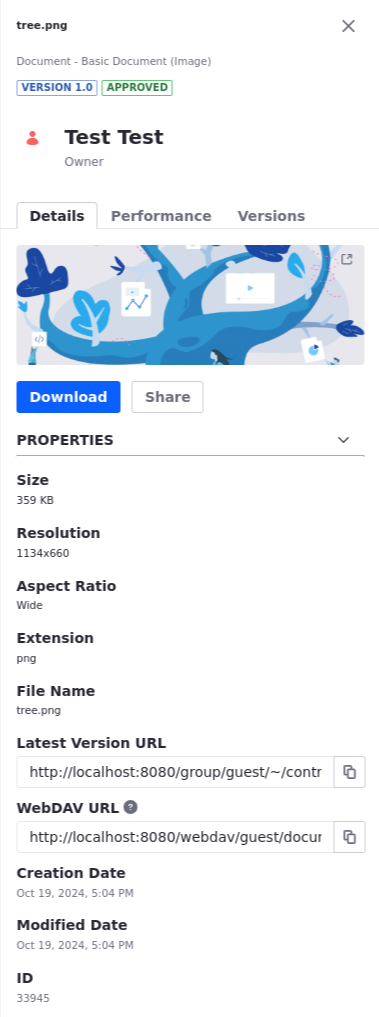 tree.png
Document - Basic Document (Image)
VERSION 1.0 APPROVED
Test Test
Owner
Details Performance Versions
</>
Download Share
PROPERTIES
Size
359 KB
Resolution
1134x660
Aspect Ratio
Wide
Extension
png
File Name
tree.png
Latest Version URL
http://localhost:8080/group/guest/~/contr
WebDAV URL ?
http://localhost:8080/webdav/guest/docur
Creation Date
Oct 19, 2024, 5:04 PM
Modified Date
Oct 19, 2024, 5:04 PM
ID
33945